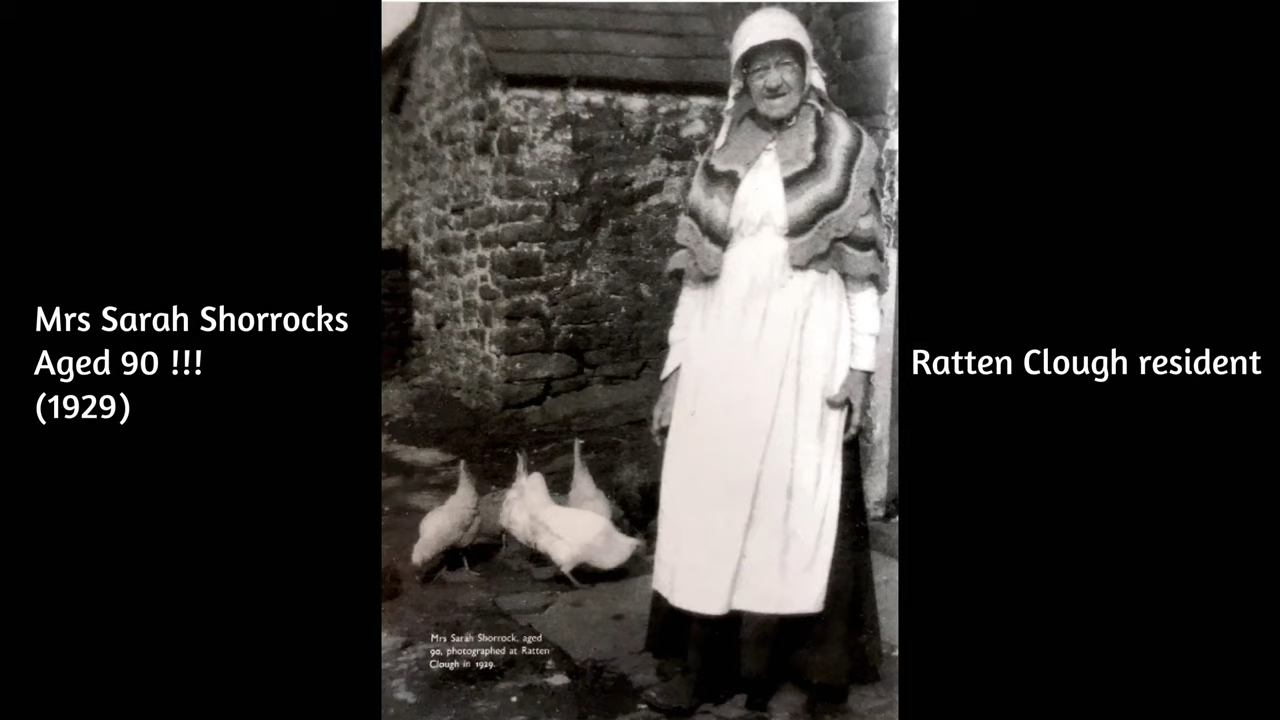 Mrs Sarah Shorrocks
Aged 90 !!!
(1929)
Ratten Clough resident
Mrs Sarah Shorrock, aged
90, photographed at Ratten
Clough in 1929.